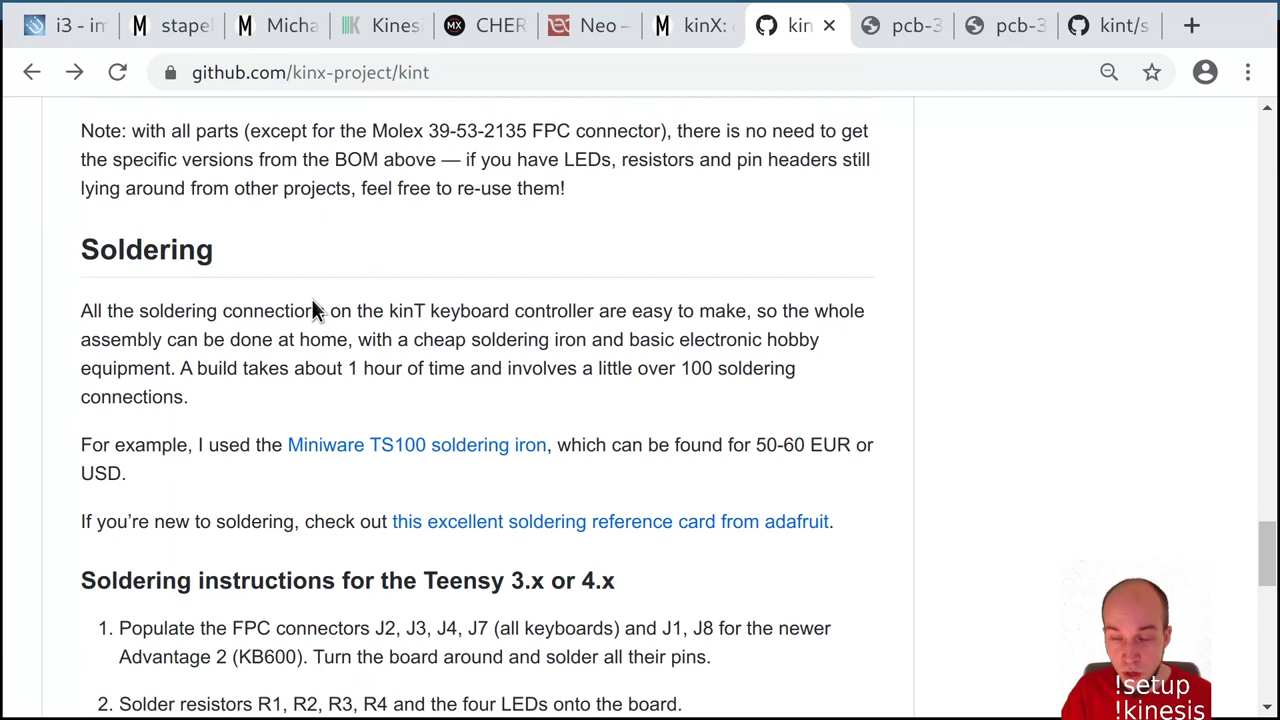 i3 – im
stapel
Micha
Kines
CHER
Neo –
kinX:
kin
pcb-3
pcb-3
kint/s
github.com/kinx-project/kint
Note: with all parts (except for the Molex 39-53-2135 FPC connector), there is no need to get
the specific versions from the BOM above — if you have LEDs, resistors and pin headers still
lying around from other projects, feel free to re-use them!
Soldering
All the soldering connections on the kinT keyboard controller are easy to make, so the whole
assembly can be done at home, with a cheap soldering iron and basic electronic hobby
equipment. A build takes about 1 hour of time and involves a little over 100 soldering
connections.
For example, I used the Miniware TS100 soldering iron, which can be found for 50-60 EUR or
USD.
If you’re new to soldering, check out this excellent soldering reference card from adafruit.
Soldering instructions for the Teensy 3.x or 4.x
1. Populate the FPC connectors J2, J3, J4, J7 (all keyboards) and J1, J8 for the newer
Advantage 2 (KB600). Turn the board around and solder all their pins.
2. Solder resistors R1, R2, R3, R4 and the four LEDs onto the board.
!setup
!kinesis